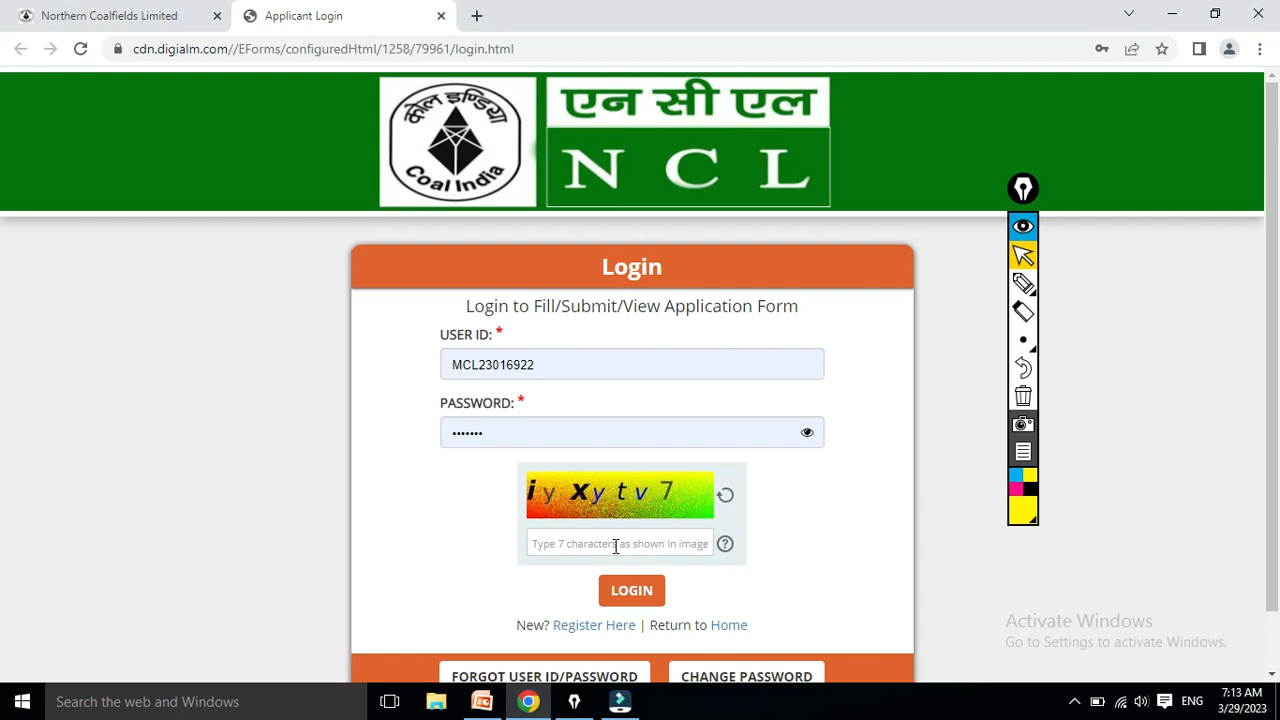 Northern Coalfields Limited
Applicant Login
cdn.digialm.com//EForms/configuredHtml/1258/79961/login.html
कोल इण्डिया
Coal India
एन सी एल
N C L
Login
Login to Fill/Submit/View Application Form
USER ID: *
MCL23016922
PASSWORD: *
•••••••
i y x y t v 7
Type 7 characters as shown in image
LOGIN
New? Register Here | Return to Home
FORGOT USER ID/PASSWORD
CHANGE PASSWORD
Activate Windows
Go to Settings to activate Windows.
Search the web and Windows
ENG
7:13 AM
3/29/2023